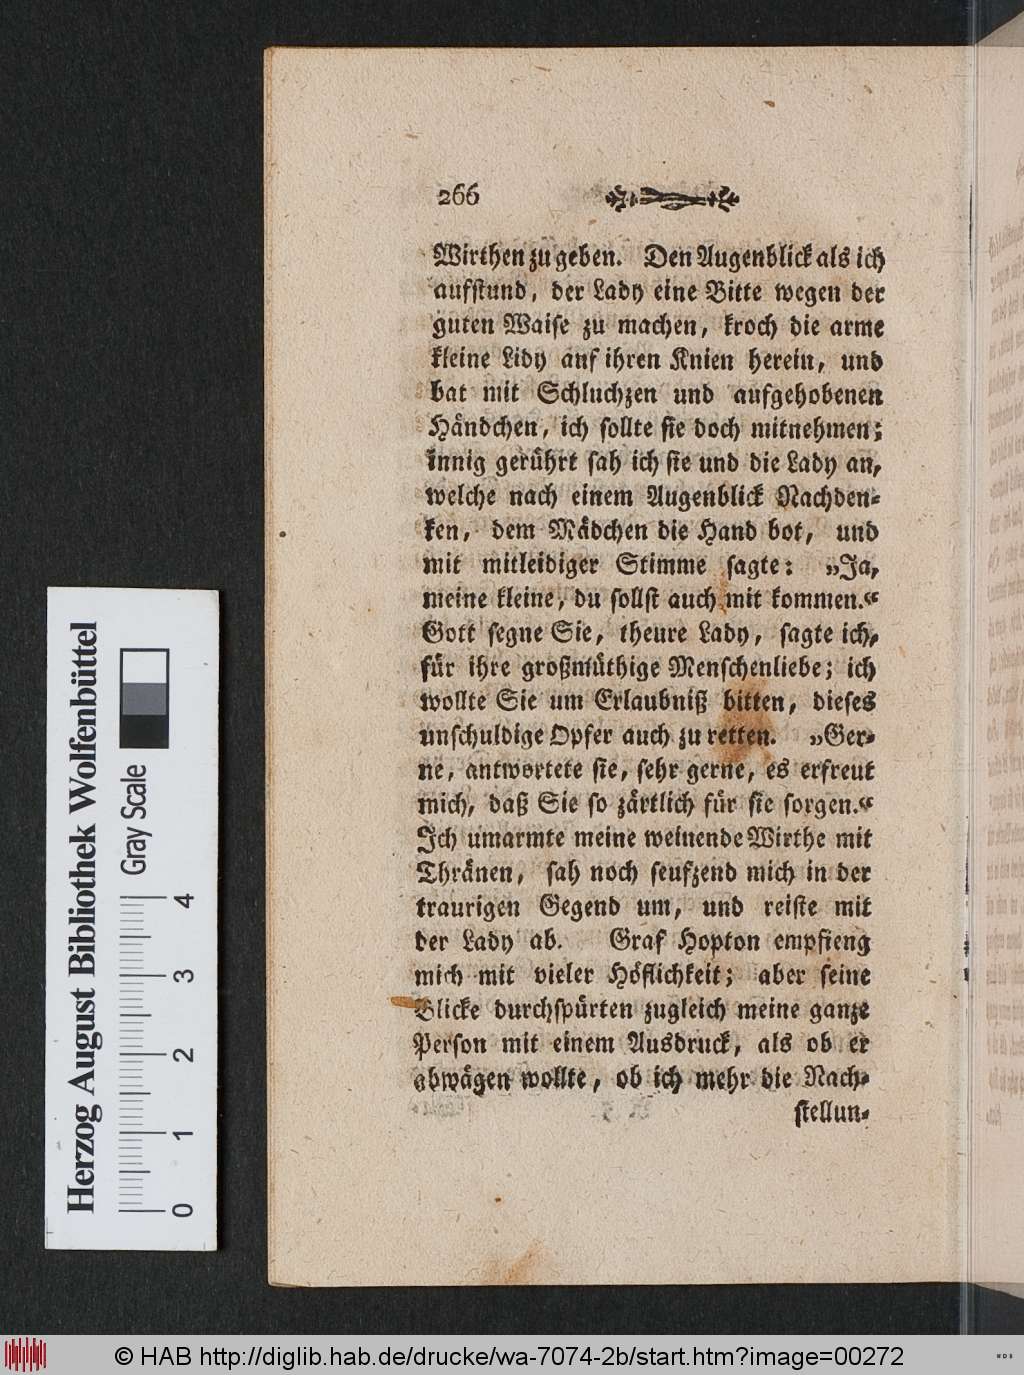 266
Wirthen zu geben. Den Augenblick als ich
aufſtund, der Lady eine Bitte wegen der
guten Waiſe zu machen, kroch die arme
kleine Lidy auf ihren Knien herein, und
bat mit Schluchzen und aufgehobenen
Händchen, ich ſollte ſie doch mitnehmen;
innig gerührt ſah ich ſie und die Lady an,
welche nach einem Augenblick Nachden⸗
ken, dem Mädchen die Hand bot, und
mit mitleidiger Stimme ſagte: „Ja,
meine kleine, du ſollſt auch mit kommen.“
Gott ſegne Sie, theure Lady, ſagte ich,
für ihre großmüthige Menſchenliebe; ich
wollte Sie um Erlaubniß bitten, dieſes
unſchuldige Opfer auch zu retten. „Ger⸗
ne, antwortete ſie, ſehr gerne, es erfreut
mich, daß Sie ſo zärtlich für ſie ſorgen.“
Ich umarmte meine weinende Wirthe mit
Thränen, ſah noch ſeufzend mich in der
traurigen Gegend um, und reiſte mit
der Lady ab. Graf Hopton empfieng
mich mit vieler Höflichkeit; aber ſeine
Blicke durchſpürten zugleich meine ganze
Perſon mit einem Ausdruck, als ob er
abwägen wollte, ob ich mehr die Nach⸗
ſtellun⸗
Herzog August Bibliothek Wolfenbüttel
Gray Scale
0 1 2 3 4
© HAB http://diglib.hab.de/drucke/wa-7074-2b/start.htm?image=00272